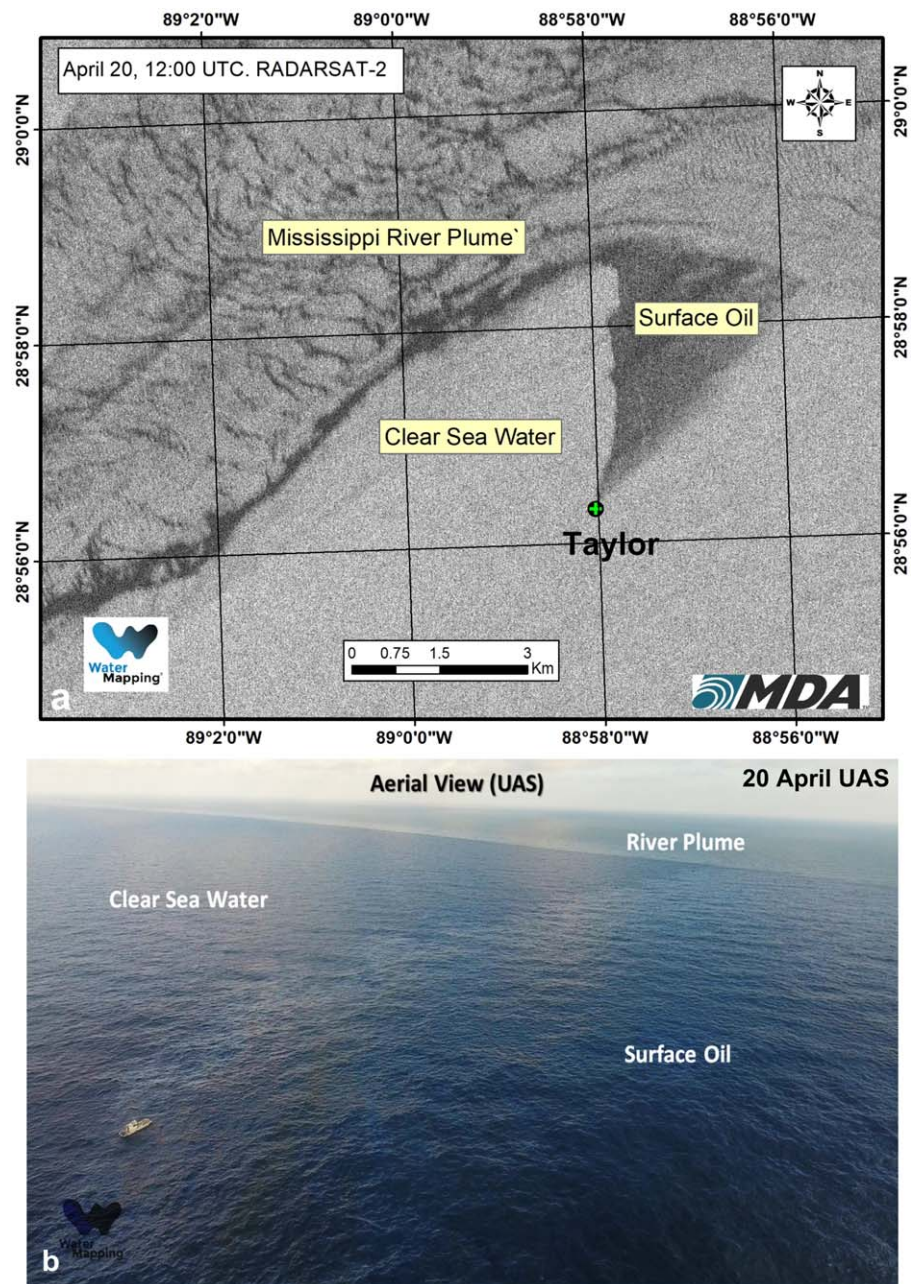 89°2'0"W 89°0'0"W 88°58'0"W 88°56'0"W
April 20, 12:00 UTC. RADARSAT-2
N
W E
S
29°0'0"N 29°0'0"N
Mississippi River Plume`
Surface Oil
28°58'0"N 28°58'0"N
Clear Sea Water
Taylor
28°56'0"N 28°56'0"N
0 0.75 1.5 3
Km
Water
Mapping
a
MDA
89°2'0"W 89°0'0"W 88°58'0"W 88°56'0"W
Aerial View (UAS)
20 April UAS
River Plume
Clear Sea Water
Surface Oil
Water
Mapping
b